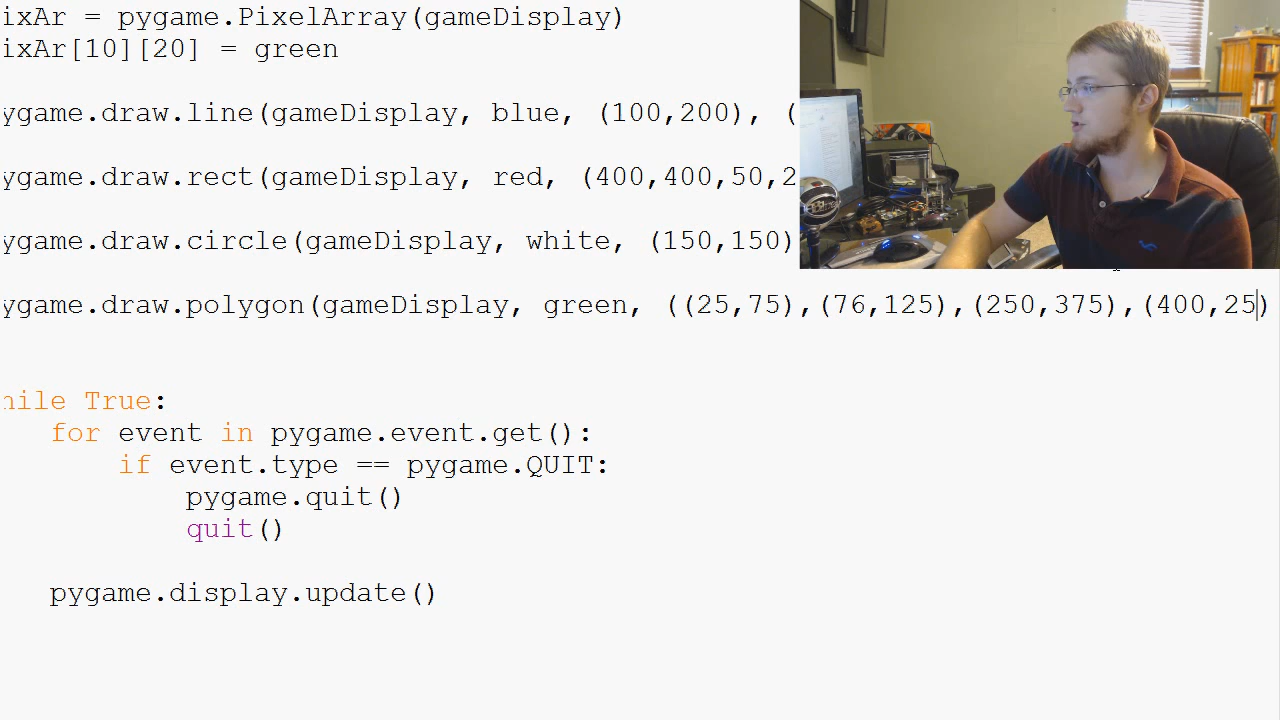 ixAr = pygame.PixelArray(gameDisplay)
ixAr[10][20] = green
ygame.draw.line(gameDisplay, blue, (100,200), (
ygame.draw.rect(gameDisplay, red, (400,400,50,2
ygame.draw.circle(gameDisplay, white, (150,150)
ygame.draw.polygon(gameDisplay, green, ((25,75),(76,125),(250,375),(400,25)
hile True:
for event in pygame.event.get():
if event.type == pygame.QUIT:
pygame.quit()
quit()
pygame.display.update()